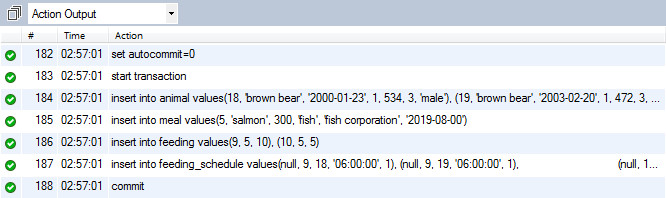 Action Output
# Time Action
182 02:57:01 set autocommit=0
183 02:57:01 start transaction
184 02:57:01 insert into animal values(18, 'brown bear', '2000-01-23', 1, 534, 3, 'male'), (19, 'brown bear', '2003-02-20', 1, 472, 3, ...
185 02:57:01 insert into meal values(5, 'salmon', 300, 'fish', 'fish corporation', '2019-08-00')
186 02:57:01 insert into feeding values(9, 5, 10), (10, 5, 5)
187 02:57:01 insert into feeding_schedule values(null, 9, 18, '06:00:00', 1), (null, 9, 19, '06:00:00', 1), (null, 1...
188 02:57:01 commit